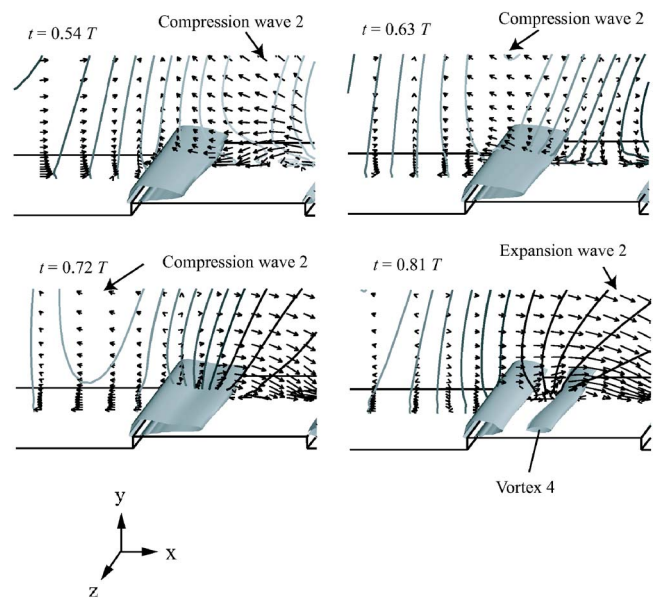 t = 0.54 T
Compression wave 2
t = 0.63 T
Compression wave 2
t = 0.72 T
Compression wave 2
t = 0.81 T
Expansion wave 2
Vortex 4
y
x
z